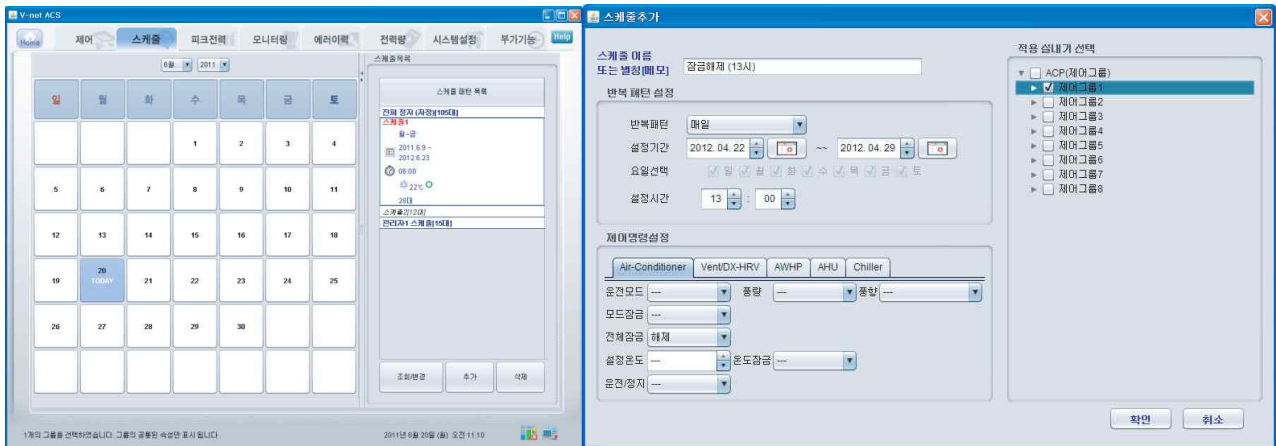 V-net ACS
Home 제어 스케줄 피크전력 모니터링 에러이력 전력량 시스템설정 부가기능 Help
6월 2011
일 월 화 수 목 금 토
1 2 3 4
5 6 7 8 9 10 11
12 13 14 15 16 17 18
19 20 TODAY 21 22 23 24 25
26 27 28 29 30
스케줄목록
스케줄 패턴 목록
전체 정지 (자정)[105대]
스케줄1
월~금
2011.6.9 ~
2012.6.23
06:00
22℃
28대
스케줄2[12대]
관리자1 스케줄[15대]
조회/변경 추가 삭제
1개의 그룹을 선택하였습니다. 그룹의 공통된 속성만 표시 됩니다.
2011년 6월 20일 (월) 오전 11:10
스케줄추가
스케줄 이름
또는 별칭[메모] 잠금해제 (13시)
반복 패턴 설정
반복패턴 매일
설정기간 2012. 04. 22 ~~ 2012. 04. 29
요일선택 일 월 화 수 목 금 토
설정시간 13 : 00
제어명령설정
Air-Conditioner Vent/DX-HRV AWHP AHU Chiller
운전모드 --- 풍량 --- 풍향 ---
모드잠금 ---
전체잠금 해제
설정온도 --- 온도잠금 ---
운전/정지 ---
적용 실내기 선택
ACP(제어그룹)
제어그룹1
제어그룹2
제어그룹3
제어그룹4
제어그룹5
제어그룹6
제어그룹7
제어그룹8
확인 취소